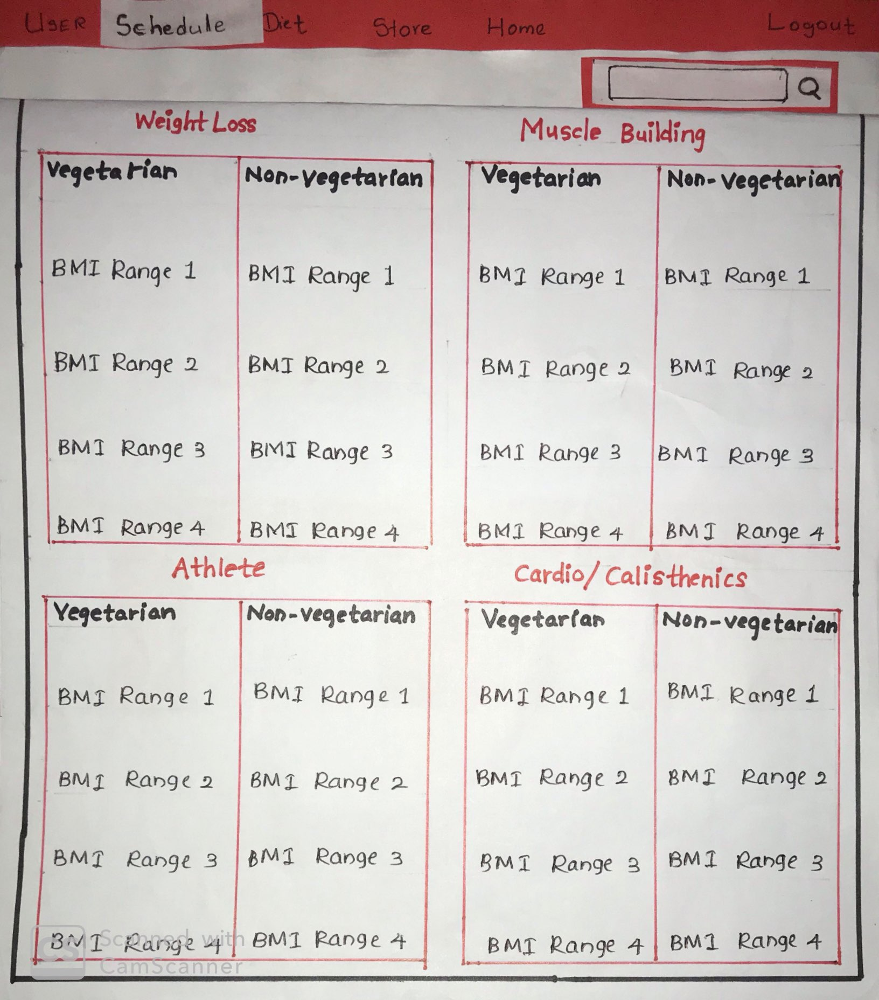 USER Schedule Diet Store Home Logout
Weight Loss
Vegetarian Non-Vegetarian
BMI Range 1 BMI Range 1
BMI Range 2 BMI Range 2
BMI Range 3 BMI Range 3
BMI Range 4 BMI Range 4
Muscle Building
Vegetarian Non-Vegetarian
BMI Range 1 BMI Range 1
BMI Range 2 BMI Range 2
BMI Range 3 BMI Range 3
BMI Range 4 BMI Range 4
Athlete
Vegetarian Non-vegetarian
BMI Range 1 BMI Range 1
BMI Range 2 BMI Range 2
BMI Range 3 BMI Range 3
BMI Range 4 BMI Range 4
Cardio/Calisthenics
Vegetarian Non-vegetarian
BMI Range 1 BMI Range 1
BMI Range 2 BMI Range 2
BMI Range 3 BMI Range 3
BMI Range 4 BMI Range 4
CS Scanned with
CamScanner